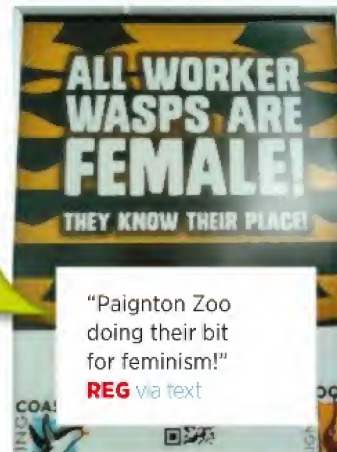 ALL WORKER
WASPS ARE
FEMALE!
THEY KNOW THEIR PLACE!
“Paignton Zoo
doing their bit
for feminism!”
REG via text